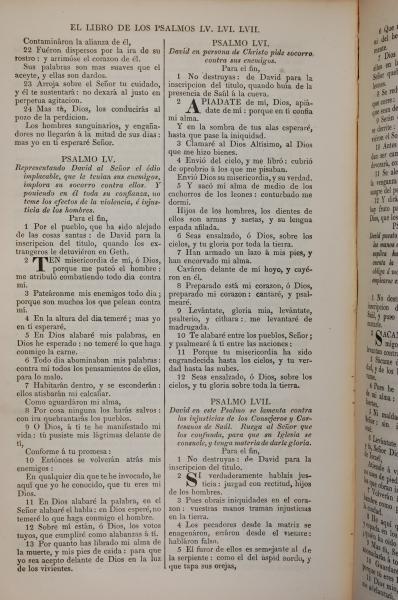 EL LIBRO DE LOS PSALMOS LV. LVI. LVII.
Contamináron la alianza de él,
22 Fuéron dispersos por la ira de su
rostro: y arrimóse el corazon de él.
Sus palabras son mas suaves que el
aceyte, y ellas son dardos.
23 Arroja sobre el Señor tu cuidado,
y él te sustentará: no dexará al justo en
perpetua agitacion.
24 Mas tú, Dios, los conducirás al
pozo de la perdicion.
Los hombres sanguinarios, y engaña-
dores no llegarán á la mitad de sus dias:
mas yo en tí esperaré Señor.
PSALMO LV.
Representando David al Señor el ódio
implacable, que le tenian sus enemigos,
implora su socorro contra ellos. Y
poniendo en él toda su confianza, no
teme los efectos de la violencia, é injus-
ticia de los hombres.
Para el fin,
1 Por el pueblo, que ha sido alejado
de las cosas santas: de David para la
inscripcion del título, quando los ex-
trangeros le detuviéron en Geth.
2 TEN misericordia de mí, ó Dios,
porque me pateó el hombre:
me atribuló combatiendo todo dia contra
mí.
3 Pateáronme mis enemigos todo dia;
porque son muchos los que pelean contra
mí.
4 En la altura del dia temeré; mas yo
en tí esperaré.
5 En Dios alabaré mis palabras, en
Dios he esperado: no temeré lo que haga
conmigo la carne.
6 Todo dia abominaban mis palabras:
contra mí todos los pensamientos de ellos,
para lo malo.
7 Habitarán dentro, y se esconderán:
ellos atisbarán mi calcañar.
Como aguardáron mi alma,
8 Por cosa ninguna los harás salvos:
con ira quebrantarás los pueblos.
9 O Dios, á tí te he manifestado mi
vida: tú pusiste mis lágrimas delante de
tí,
Conforme á tu promesa:
10 Entónces se volverán atrás mis
enemigos:
En qualquier dia que te he invocado, he
aquí que yo he conocido, que tu eres mi
Dios.
11 En Dios alabaré la palabra, en el
Señor alabaré el habla: en Dios esperé, no
temeré lo que haga conmigo el hombre.
12 Sobre mí están, ó Dios, los votos
tuyos, que cumpliré como alabanzas á tí.
13 Por quanto has librado mi alma de
la muerte, y mis pies de caida: para que
yo sea acepto delante de Dios en la luz
de los vivientes.
PSALMO LVI.
David en persona de Christo pide socorro
contra sus enemigos.
Para el fin,
1 No destruyas: de David para la
inscripcion del título, quando huía de la
presencia de Saúl á la cueva.
2 APIADATE de mí, Dios, apiá-
date de mí: porque en tí confia
mi alma.
Y en la sombra de tus alas esperaré,
hasta que pase la iniquidad.
3 Clamaré al Dios Altísimo, al Dios
que me hizo bienes.
4 Envió del cielo, y me libró: cubrió
de oprobrio á los que me pisaban.
Envió Dios su misericordia, y su verdad.
5 Y sacó mi alma de medio de los
cachorros de los leones: conturbado me
dormí.
Hijos de los hombres, los dientes de
ellos son armas y saetas, y su lengua
espada afilada.
6 Seas ensalzado, ó Dios, sobre los
cielos, y tu gloria por toda la tierra.
7 Han armado un lazo á mis pies, y
han encorvado mi alma.
Caváron delante de mí hoyo, y cayé-
ron en él.
8 Preparado está mi corazon, ó Dios,
preparado mi corazon: cantaré, y psal-
mearé.
9 Levántate, gloria mia, levántate,
psalterio, y cíthara: me levantaré de
madrugada.
10 Te alabaré entre los pueblos, Señor;
y psalmearé á tí entre las naciones:
11 Porque tu misericordia ha sido
engrandecida hasta los cielos, y tu ver-
dad hasta las nubes.
12 Seas ensalzado, ó Dios, sobre los
cielos, y tu gloria sobre toda la tierra.
PSALMO LVII.
David en este Psalmo se lamenta contra
las injusticias de los Consejeros y Cor-
tesanos de Saúl. Ruega al Señor que
los confunda, para que su Iglesia se
consuele, y tenga materia de darle gloria.
Para el fin,
1 No destruyas: de David para la
inscripcion del título.
2 SI verdaderamente hablais jus-
ticia: juzgad con rectitud, hijos
de los hombres.
3 Pues obrais iniquidades en el cora-
zon: vuestras manos traman injusticias
en la tierra.
4 Los pecadores desde la matriz se
enagenáron, erráron desde el vientre:
habláron falso.
5 El furor de ellos es semejante al de
la serpiente: como el del áspid sordo, y
que tapa sus orejas,